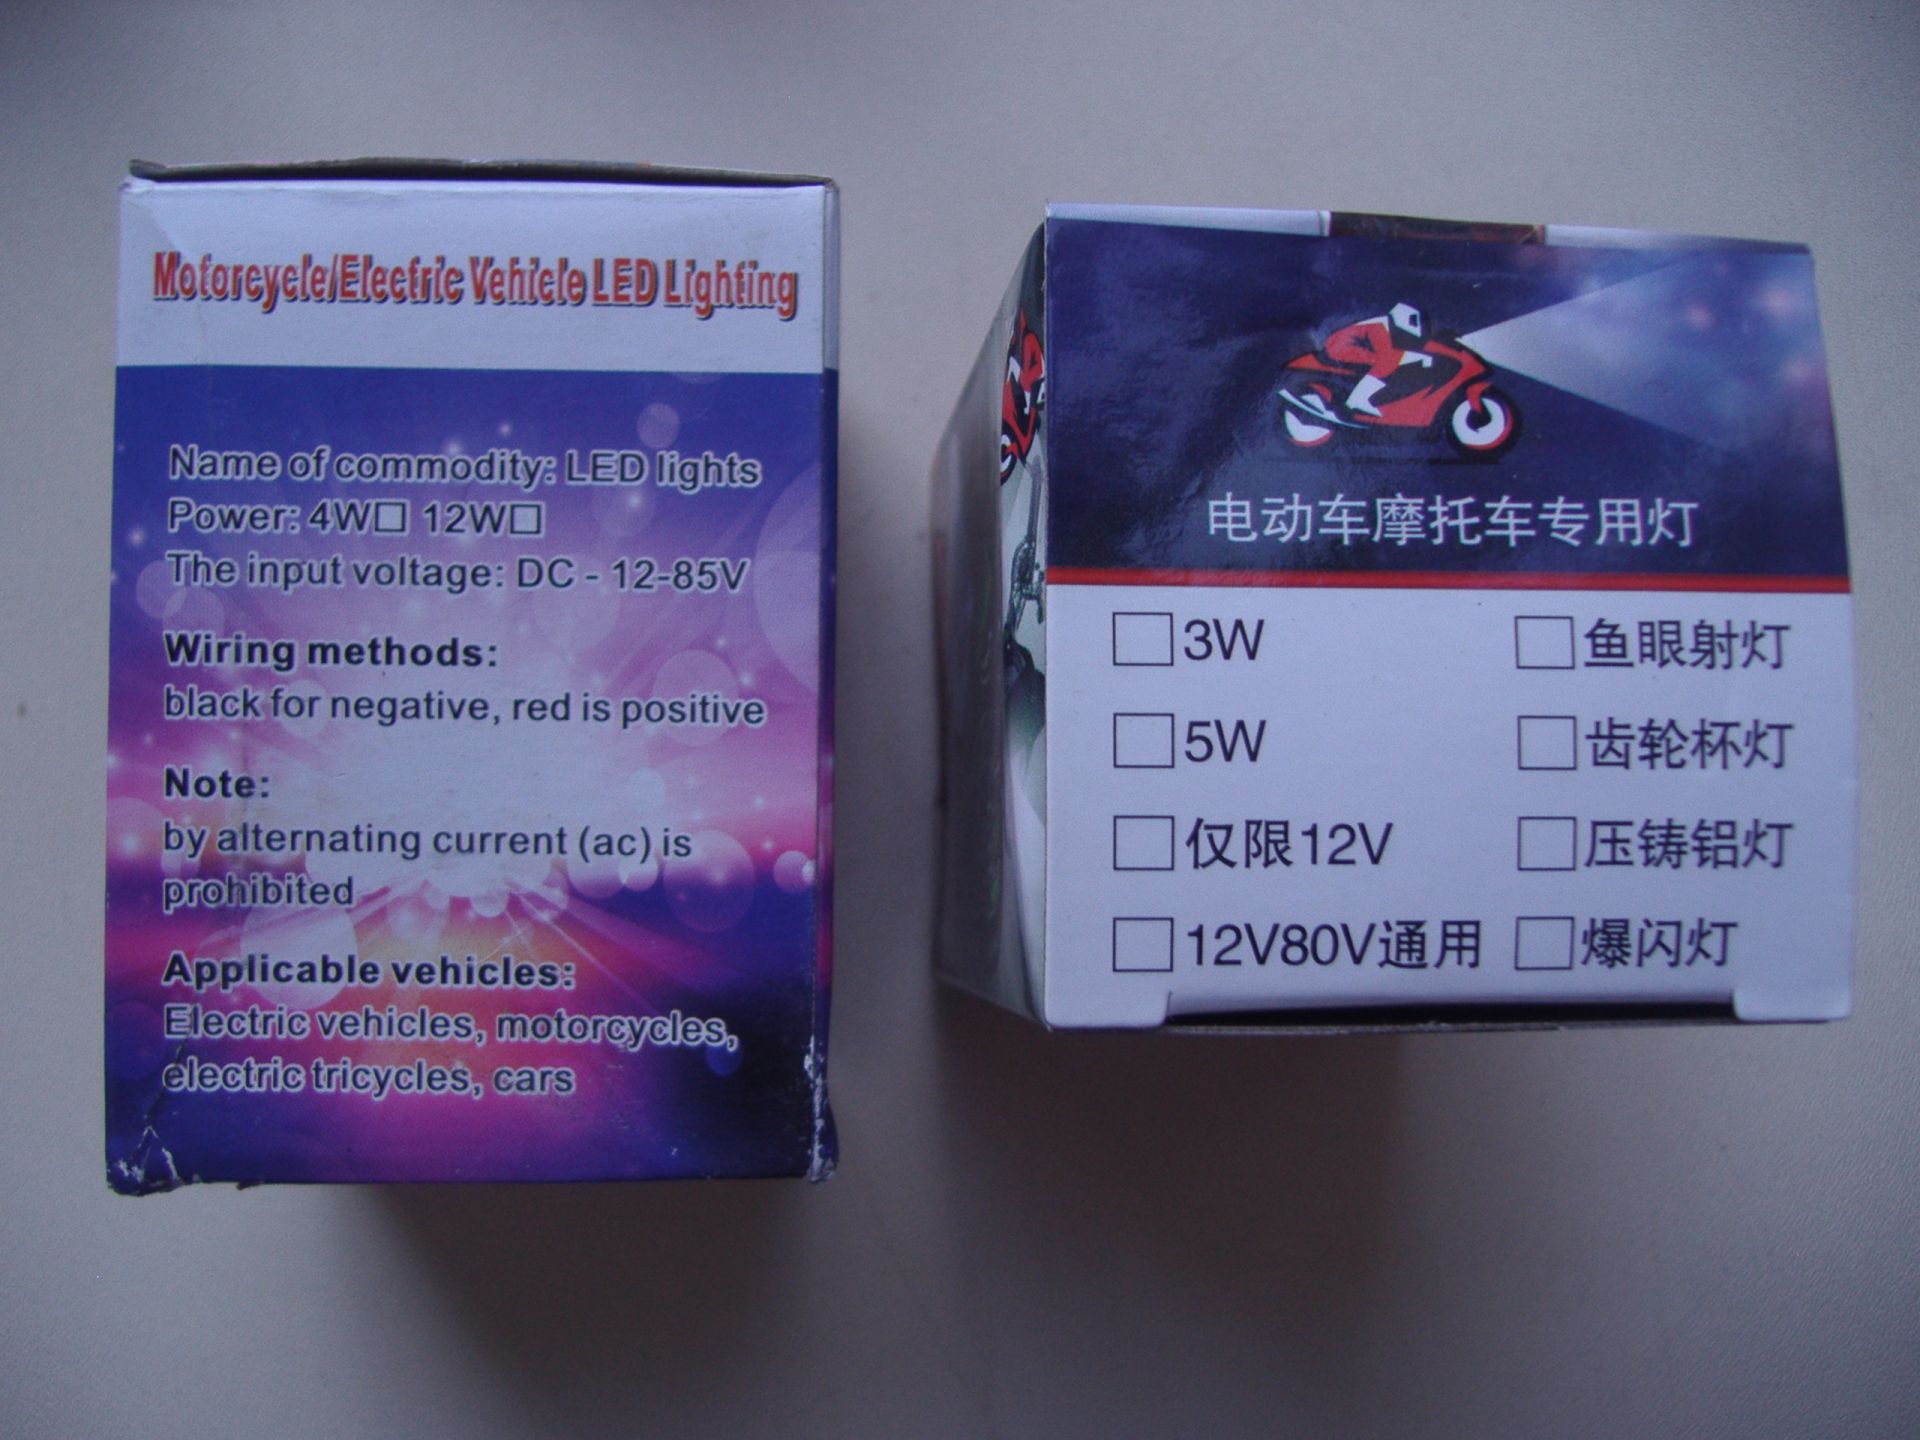 Motorcycle/Electric Vehicle LED Lighting
Name of commodity: LED lights
Power: 4W□ 12W□
The input voltage: DC - 12-85V
Wiring methods:
black for negative, red is positive
Note:
by alternating current (ac) is
prohibited
Applicable vehicles:
Electric vehicles, motorcycles,
electric tricycles, cars
电动车摩托车专用灯
□3W
□鱼眼射灯
□5W
□齿轮杯灯
□仅限12V
□压铸铝灯
□12V80V通用
□爆闪灯